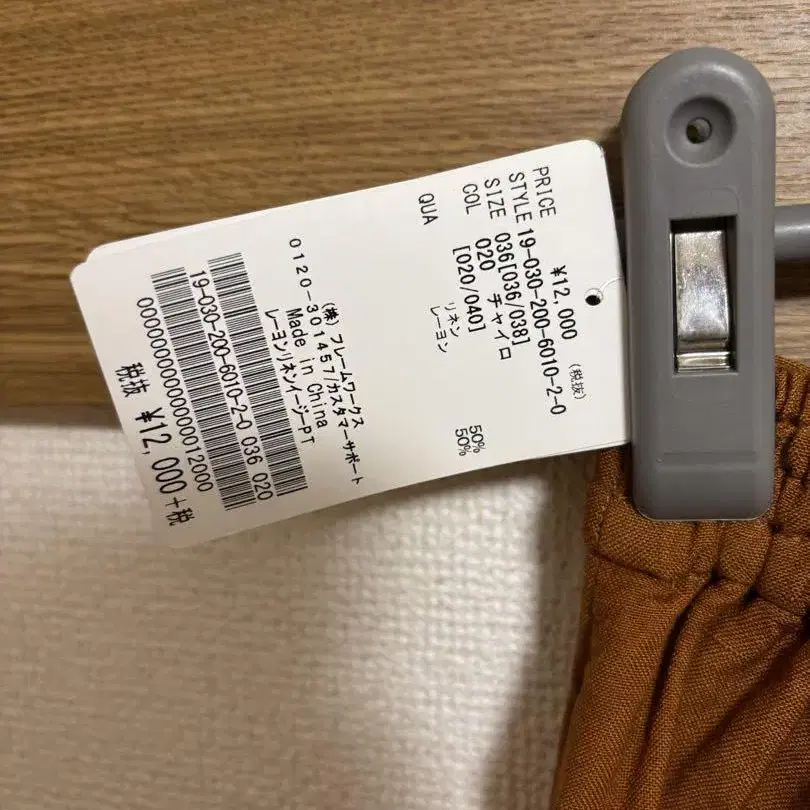 PRICE ¥12,000 (税抜)
STYLE 19-030-200-6010-2-0
SIZE 036[036/038]
COL 020 チャイロ
[020/040]
QUA リネン 50%
レーヨン 50%
(株)フレームワークス
0120-301457/カスタマーサポート
Made in China
レーヨンリネンイージーPT
19-030-200-6010-2-0 036 020
0000000000000012000
税抜 ¥12,000+税